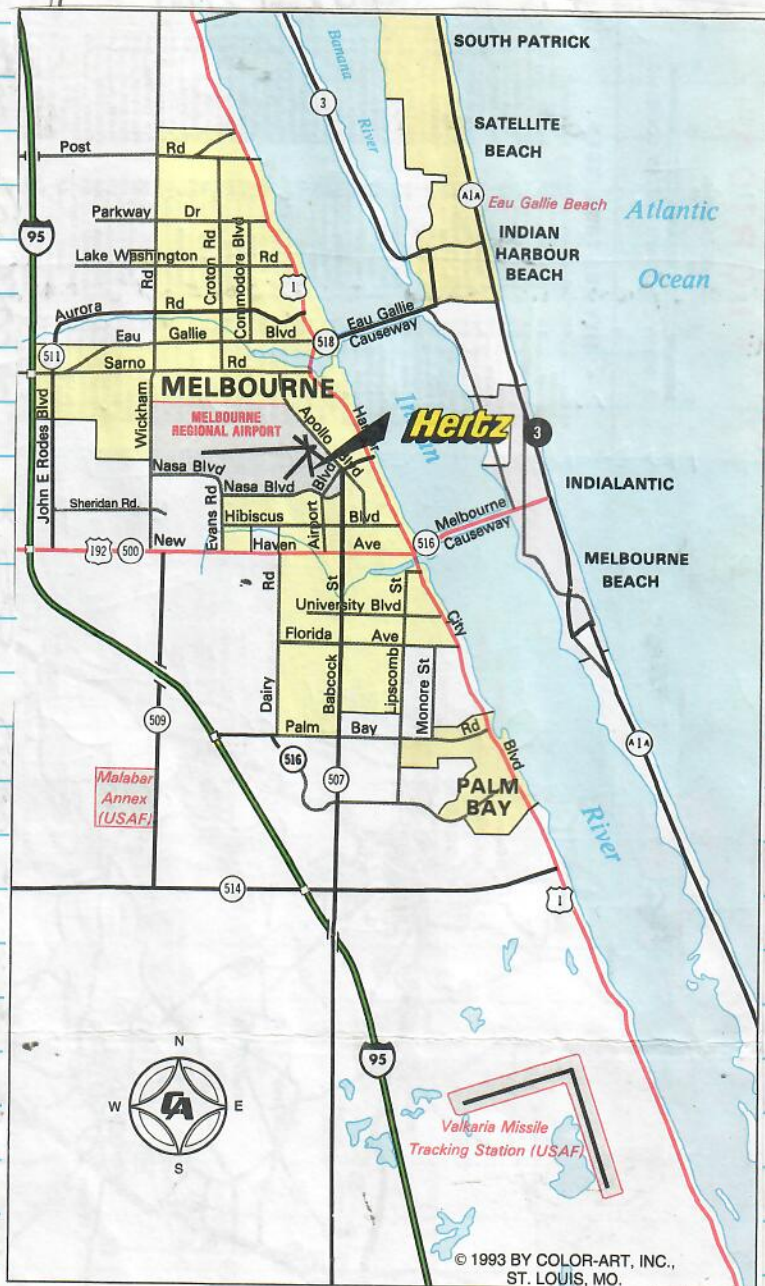 SOUTH PATRICK
Banana
River
3
SATELLITE
BEACH
Post Rd
A1A
Eau Gallie Beach
Atlantic
Ocean
Parkway Dr
95
INDIAN
HARBOUR
BEACH
Lake Washington Rd
Rd
Croton Rd
Commodora Blvd
1
Aurora Rd
Eau Gallie Blvd
518
Eau Gallie
Causeway
511
Sarno Rd
MELBOURNE
MELBOURNE
REGIONAL AIRPORT
Wickham
Apollo Blvd
Hertz
3
John E Rodes Blvd
Nasa Blvd
Nasa Blvd
INDIALANTIC
Sheridan Rd.
Evans Rd
Airport Blvd
Hibiscus Blvd
Melbourne
Causeway
516
192
500
New Haven Ave
MELBOURNE
BEACH
Dairy Rd
Babcock St
Lipscomb St
University Blvd
City
Florida Ave
Monore St
Palm Bay Rd
Blvd
509
516
507
A1A
Malabar
Annex
(USAF)
PALM
BAY
River
514
1
N
W
E
S
CA
95
Valkaria Missile
Tracking Station (USAF)
© 1993 BY COLOR-ART, INC.,
ST. LOUIS, MO.